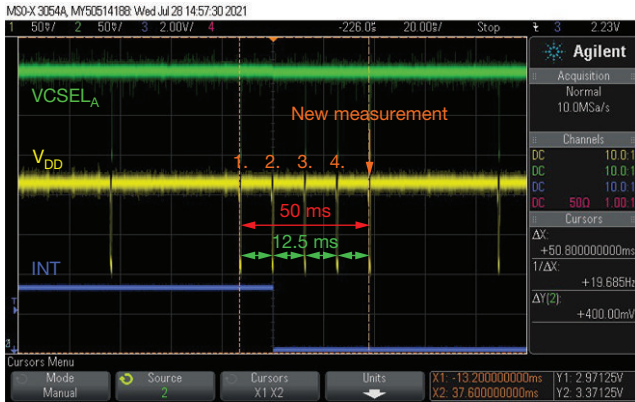 MSO-X 3054A, MY50514188: Wed Jul 28 14:57:30 2021
1 50%/ 2 50%/ 3 2.00V/ 4 -226.0% 20.00%/ Stop 3 2.23V
Agilent
Acquisition
Normal
10.0MSa/s
Channels
DC 10.0:1
DC 10.0:1
DC 10.0:1
DC 50Ω 1.00:1
Cursors
ΔX:
+50.800000000ms
1/ΔX:
+19.685Hz
ΔY(2):
+400.00mV
VCSELA
New measurement
VDD
1. 2. 3. 4.
50 ms
12.5 ms
INT
Cursors Menu
Mode
Manual
Source
2
Cursors
X1 X2
Units
X1: -13.200000000ms
X2: 37.600000000ms
Y1: 2.97125V
Y2: 3.37125V